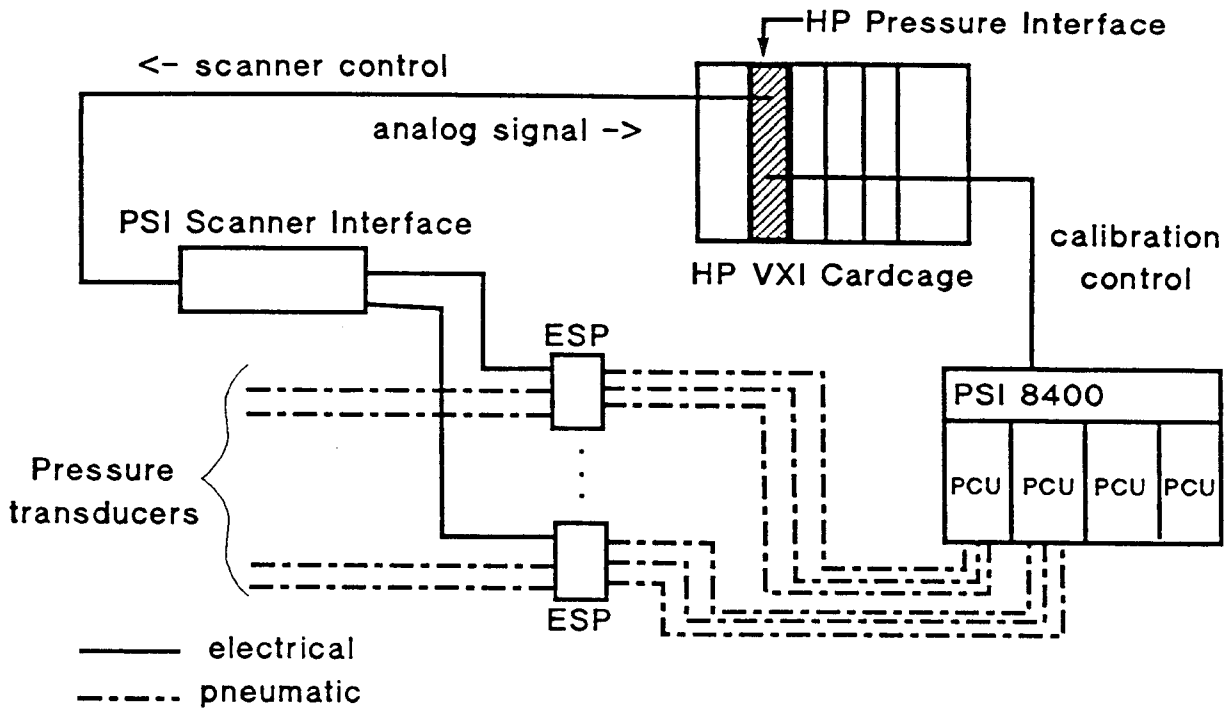 HP Pressure Interface
<- scanner control
analog signal ->
PSI Scanner Interface
HP VXI Cardcage
calibration
control
ESP
PSI 8400
PCU PCU PCU PCU
Pressure
transducers
ESP
electrical
pneumatic